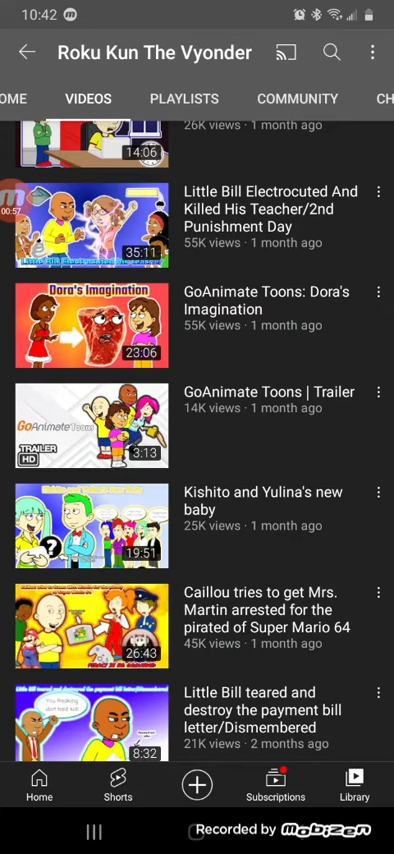 10:42
Roku Kun The Vyonder
OME VIDEOS PLAYLISTS COMMUNITY CH
26K views · 1 month ago
14:06
00:57
Little Bill Electrocuted And
Killed His Teacher/2nd
Punishment Day
55K views · 1 month ago
35:11
Dora's Imagination
GoAnimate Toons: Dora's
Imagination
55K views · 1 month ago
23:06
GoAnimate Toons | Trailer
14K views · 1 month ago
GoAnimate Toons
TRAILER
HD
3:13
Kishito and Yulina's new
baby
25K views · 1 month ago
19:51
Caillou tries to get Mrs.
Martin arrested for the
pirated of Super Mario 64
45K views · 1 month ago
26:43
Little Bill teared and
destroy the payment bill
letter/Dismembered
21K views · 2 months ago
8:32
Home Shorts Subscriptions Library
Recorded by MOBIZEN